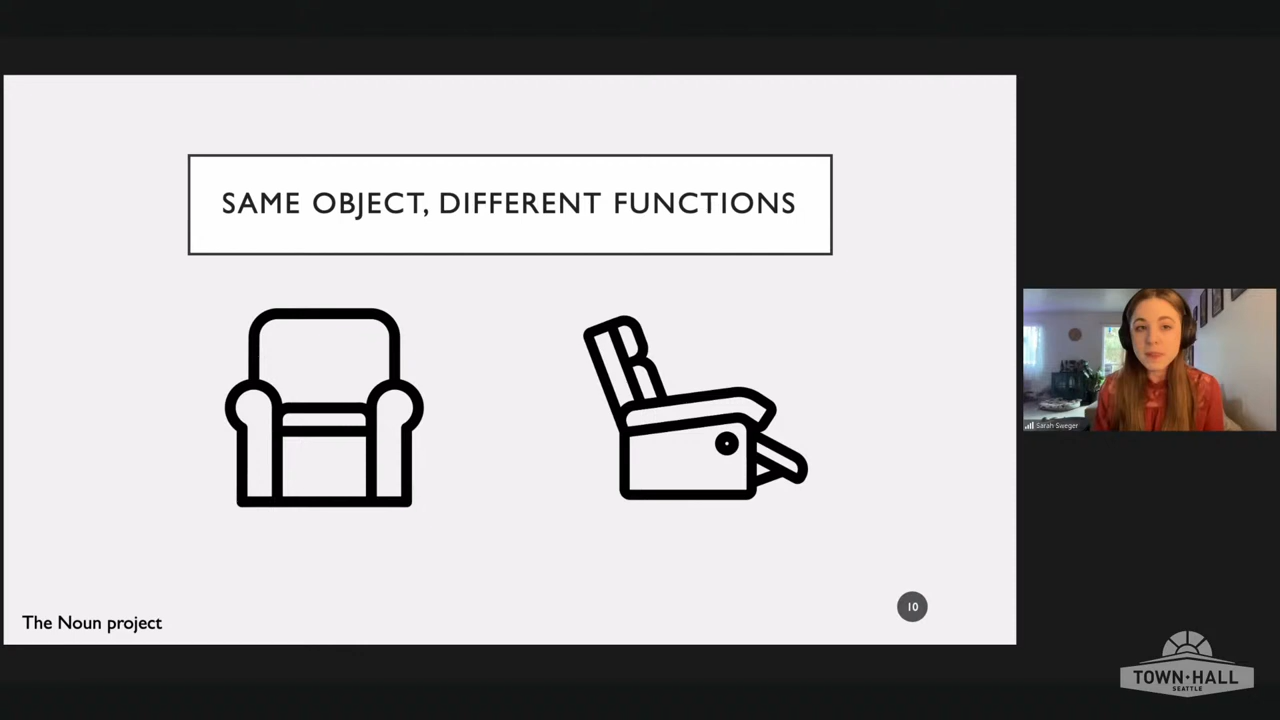 SAME OBJECT, DIFFERENT FUNCTIONS
The Noun project
10
Sarah Sweger
TOWN·HALL
SEATTLE